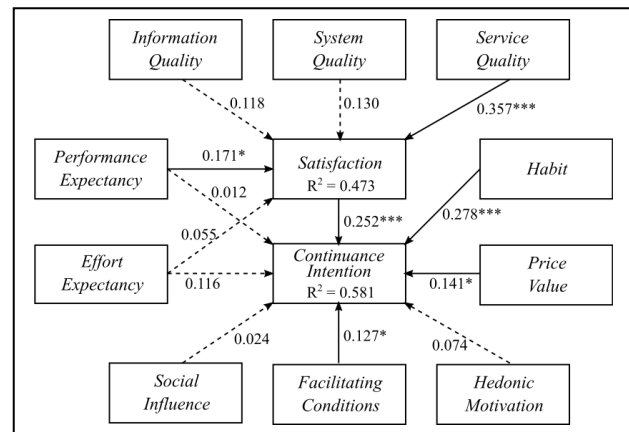 Information
Quality
System
Quality
Service
Quality
0.118
0.130
0.357***
Performance
Expectancy
0.171*
Satisfaction
R² = 0.473
Habit
0.012
0.252***
0.278***
0.055
Effort
Expectancy
0.116
Continuance
Intention
R² = 0.581
0.141*
Price
Value
0.024
0.127*
0.074
Social
Influence
Facilitating
Conditions
Hedonic
Motivation